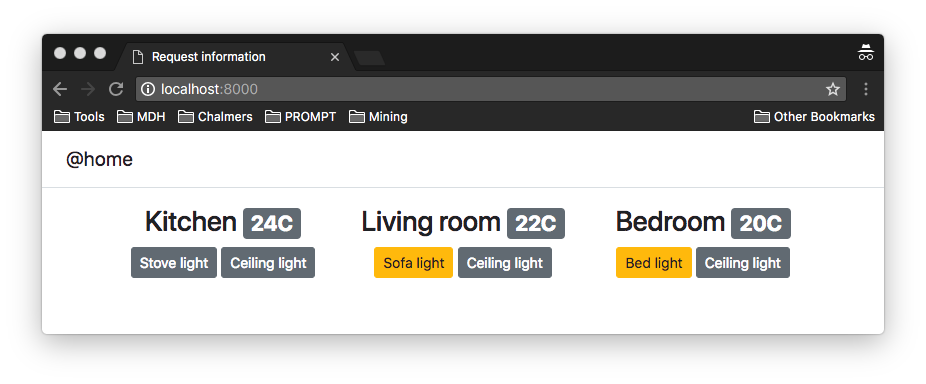 Request information
localhost:8000
Tools MDH Chalmers PROMPT Mining Other Bookmarks
@home
Kitchen 24C Living room 22C Bedroom 20C
Stove light Ceiling light Sofa light Ceiling light Bed light Ceiling light